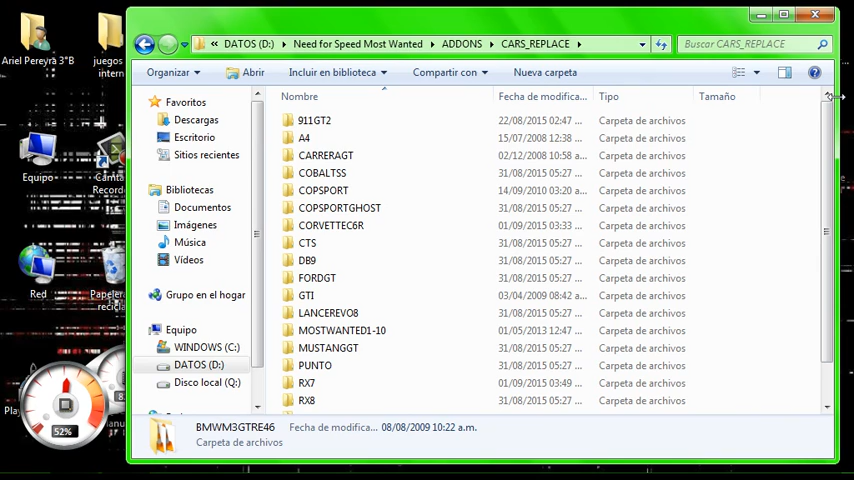 Ariel Pereyra 3°B
juegos
intern
Equipo
Cámta
Recordo
Red
Papelera
recicla
52%
« DATOS (D:) ▸ Need for Speed Most Wanted ▸ ADDONS ▸ CARS_REPLACE ▸
Buscar CARS_REPLACE
Organizar Abrir Incluir en biblioteca Compartir con Nueva carpeta
Favoritos
Descargas
Escritorio
Sitios recientes
Bibliotecas
Documentos
Imágenes
Música
Vídeos
Grupo en el hogar
Equipo
WINDOWS (C:)
DATOS (D:)
Disco local (Q:)
Nombre Fecha de modifica... Tipo Tamaño
911GT2 22/08/2015 02:47 ... Carpeta de archivos
A4 15/07/2008 12:38 ... Carpeta de archivos
CARRERAGT 02/12/2008 10:58 a... Carpeta de archivos
COBALTSS 31/08/2015 05:27 ... Carpeta de archivos
COPSPORT 14/09/2010 03:20 a... Carpeta de archivos
COPSPORTGHOST 31/08/2015 05:27 ... Carpeta de archivos
CORVETTEC6R 01/09/2015 03:33 ... Carpeta de archivos
CTS 31/08/2015 05:27 ... Carpeta de archivos
DB9 31/08/2015 05:27 ... Carpeta de archivos
FORDGT 31/08/2015 05:27 ... Carpeta de archivos
GTI 03/04/2009 08:42 a... Carpeta de archivos
LANCEREVO8 31/08/2015 05:27 ... Carpeta de archivos
MOSTWANTED1-10 01/05/2013 12:47 ... Carpeta de archivos
MUSTANGGT 31/08/2015 05:27 ... Carpeta de archivos
PUNTO 31/08/2015 05:27 ... Carpeta de archivos
RX7 01/09/2015 03:49 ... Carpeta de archivos
RX8 31/08/2015 05:27 ... Carpeta de archivos
BMWM3GTRE46 Fecha de modifica... 08/08/2009 10:22 a.m.
Carpeta de archivos